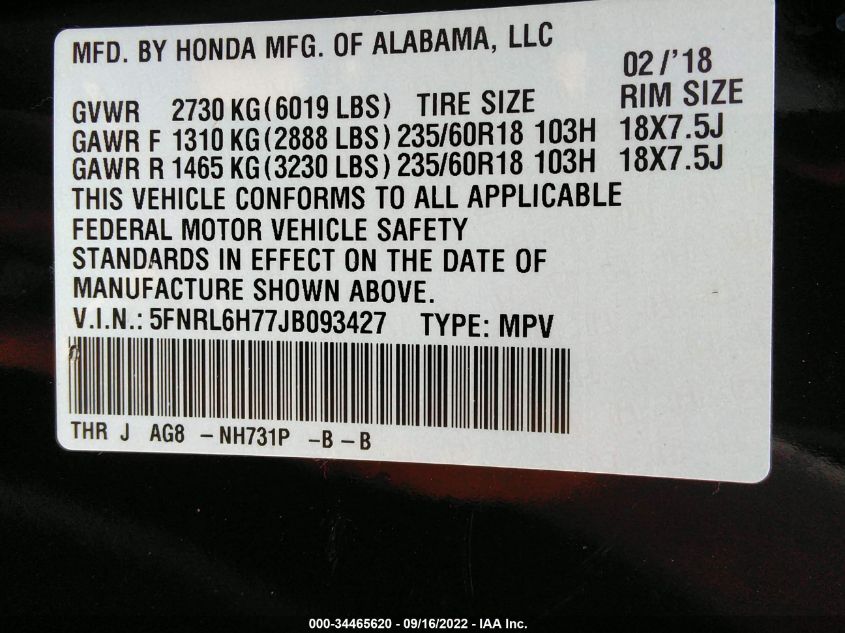 MFD. BY HONDA MFG. OF ALABAMA, LLC
02/'18
GVWR 2730 KG(6019 LBS) TIRE SIZE RIM SIZE
GAWR F 1310 KG(2888 LBS) 235/60R18 103H 18X7.5J
GAWR R 1465 KG(3230 LBS) 235/60R18 103H 18X7.5J
THIS VEHICLE CONFORMS TO ALL APPLICABLE
FEDERAL MOTOR VEHICLE SAFETY
STANDARDS IN EFFECT ON THE DATE OF
MANUFACTURE SHOWN ABOVE.
V.I.N.: 5FNRL6H77JB093427 TYPE: MPV
THR J AG8 -NH731P -B-B
000-34465620 - 09/16/2022 - IAA Inc.